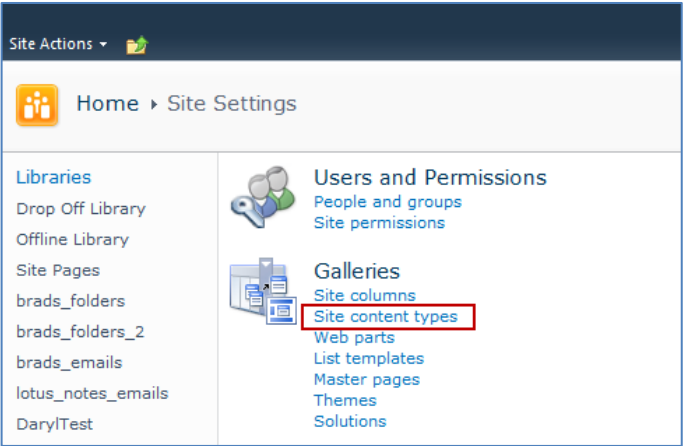 Site Actions
Home ▸ Site Settings
Libraries
Drop Off Library
Offline Library
Site Pages
brads_folders
brads_folders_2
brads_emails
lotus_notes_emails
DarylTest
Users and Permissions
People and groups
Site permissions
Galleries
Site columns
Site content types
Web parts
List templates
Master pages
Themes
Solutions